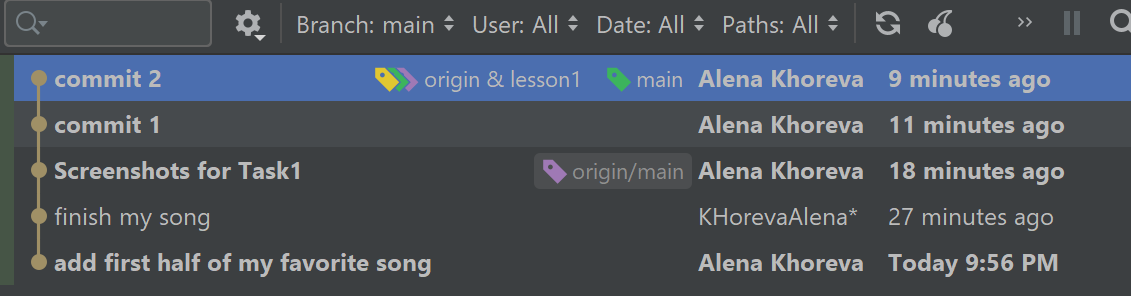 Branch: main User: All Date: All Paths: All
commit 2 origin & lesson1 main Alena Khoreva 9 minutes ago
commit 1 Alena Khoreva 11 minutes ago
Screenshots for Task1 origin/main Alena Khoreva 18 minutes ago
finish my song KHorevaAlena* 27 minutes ago
add first half of my favorite song Alena Khoreva Today 9:56 PM